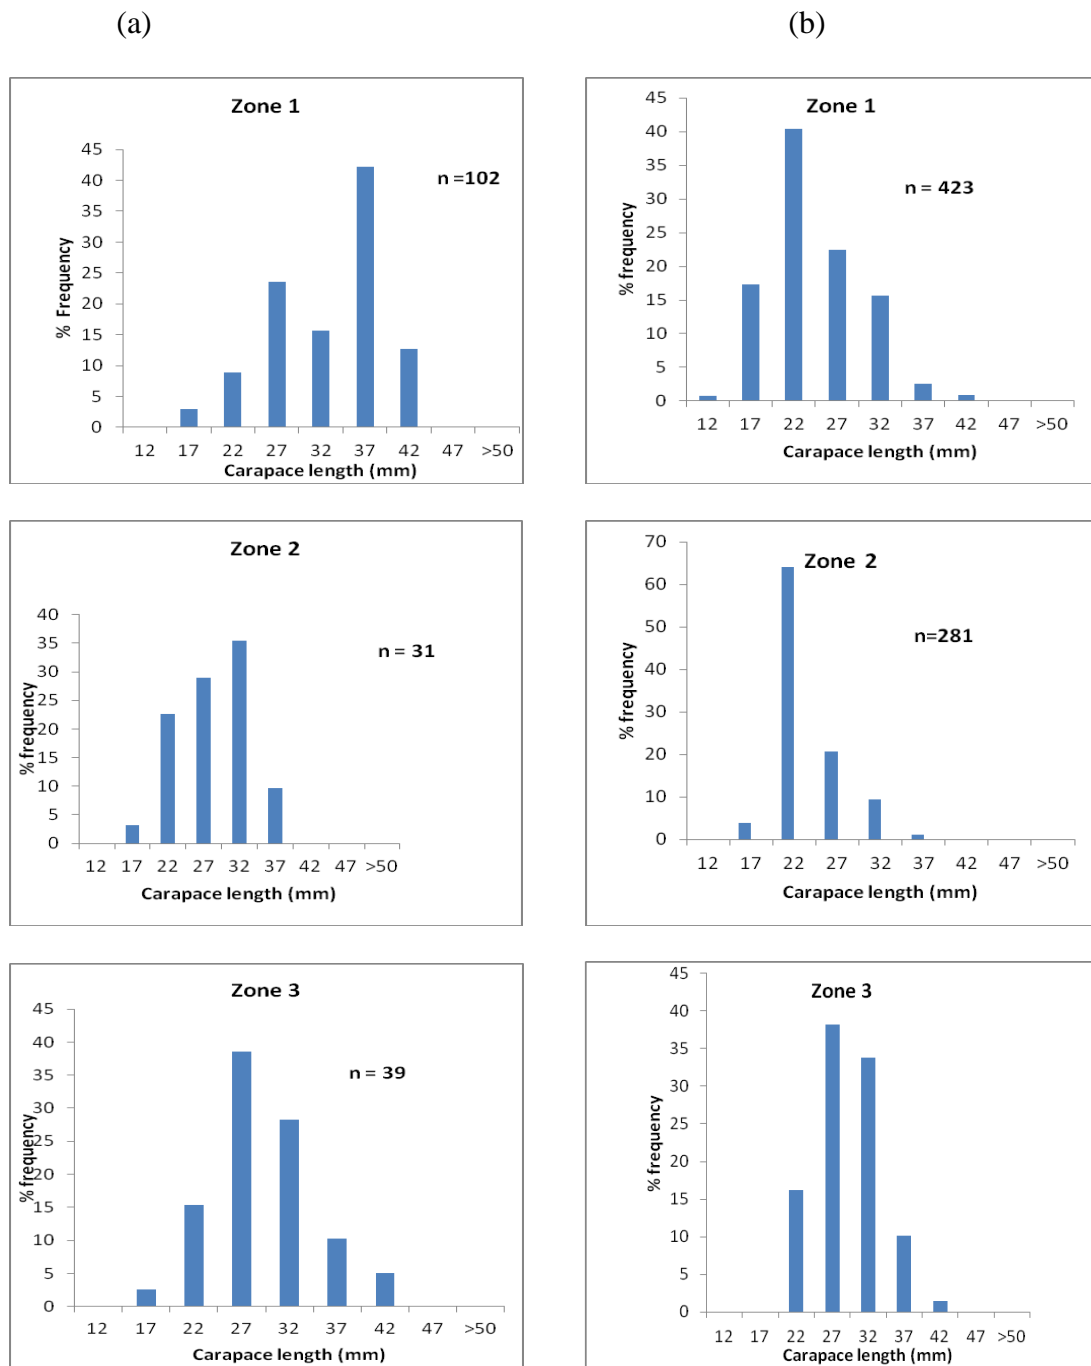 (a)
(b)
Zone 1
n =102
% Frequency
45
40
35
30
25
20
15
10
5
0
12 17 22 27 32 37 42 47 >50
Carapace length (mm)
Zone 1
n = 423
% frequency
45
40
35
30
25
20
15
10
5
0
12 17 22 27 32 37 42 47 >50
Carapace length (mm)
Zone 2
n = 31
% frequency
40
35
30
25
20
15
10
5
0
12 17 22 27 32 37 42 47 >50
Carapace length (mm)
Zone 2
n=281
% frequency
70
60
50
40
30
20
10
0
12 17 22 27 32 37 42 47 >50
Carapace length (mm)
Zone 3
n = 39
% frequency
45
40
35
30
25
20
15
10
5
0
12 17 22 27 32 37 42 47 >50
Carapace length (mm)
Zone 3
% frequency
45
40
35
30
25
20
15
10
5
0
12 17 22 27 32 37 42 47 >50
Carapace length (mm)